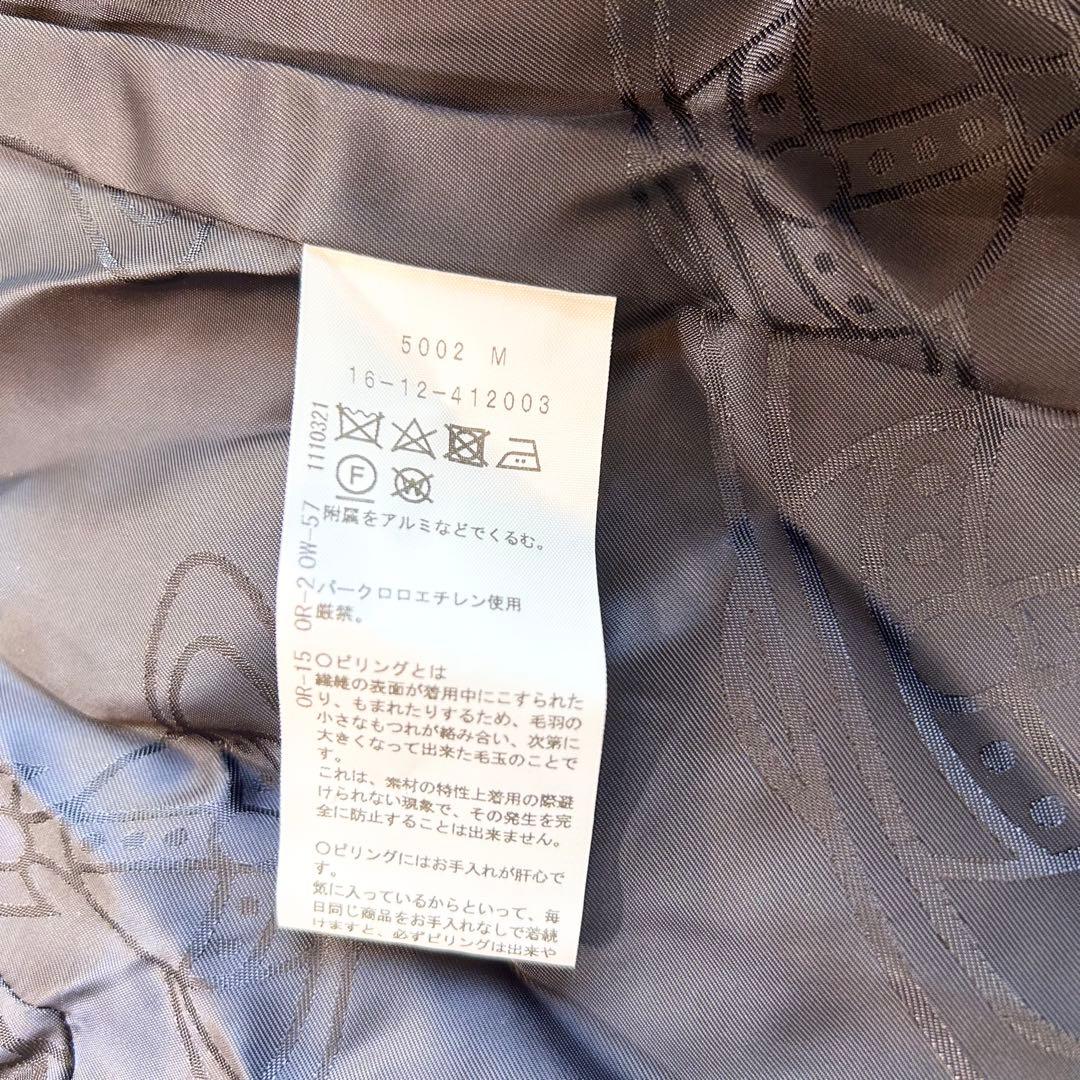 5002 M
16-12-412003
1110321
F
W
附属をアルミなどでくるむ。
OR-15 OR-2 OW-57
パークロロエチレン使用
厳禁。
○ピリングとは
繊維の表面が着用中にこすられた
り、もまれたりするため、毛羽の
小さなもつれが絡み合い、次第に
大きくなって出来た毛玉のことで
す。
これは、素材の特性上着用の際避
けられない現象で、その発生を完
全に防止することは出来ません。
○ピリングにはお手入れが肝心で
す。
気に入っているからといって、毎
日同じ商品をお手入れなしで着続
けますと、必ずピリングは出来や